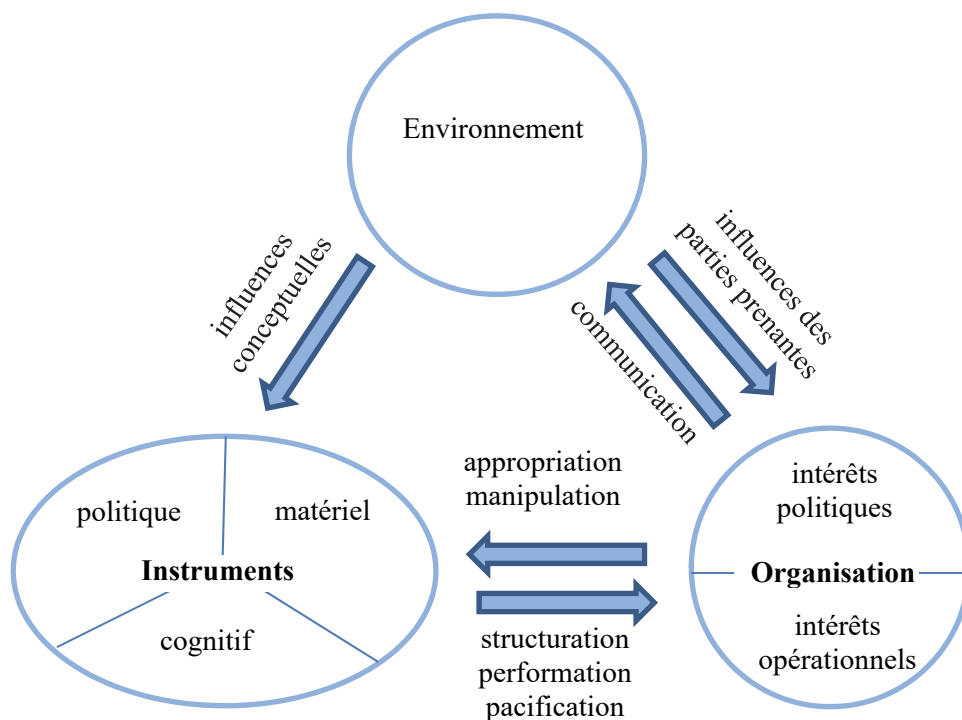 Environnement
influences
conceptuelles
influences des
parties prenantes
communication
appropriation
manipulation
politique
matériel
Instruments
cognitif
intérêts
politiques
Organisation
intérêts
opérationnels
structuration
performation
pacification